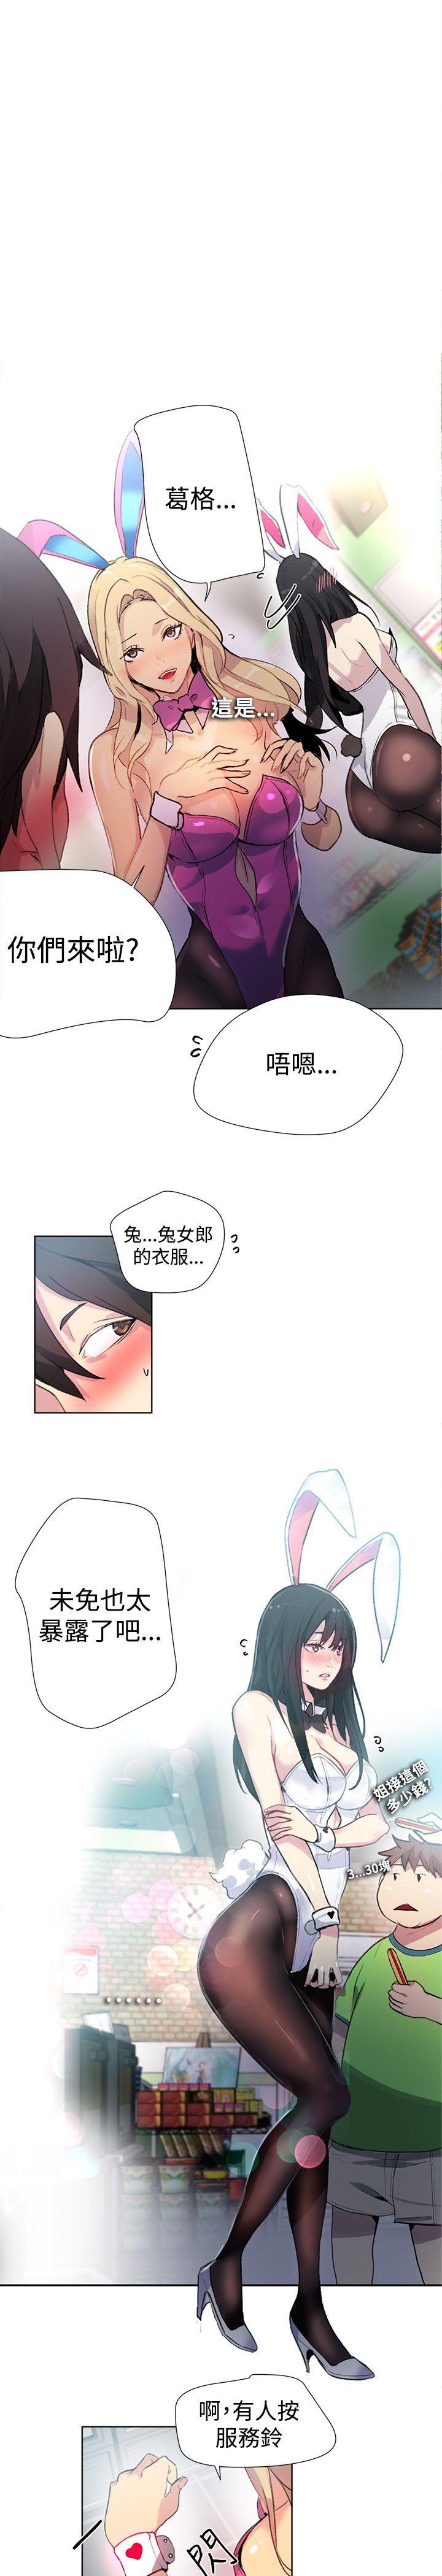 葛格…
這是…
你們來啦?
唔嗯…
兔…兔女郎
的衣服…
未免也太
暴露了吧…
姐接這個
多少錢?
3…30塊
……
啊,有人按
服務鈴
閃